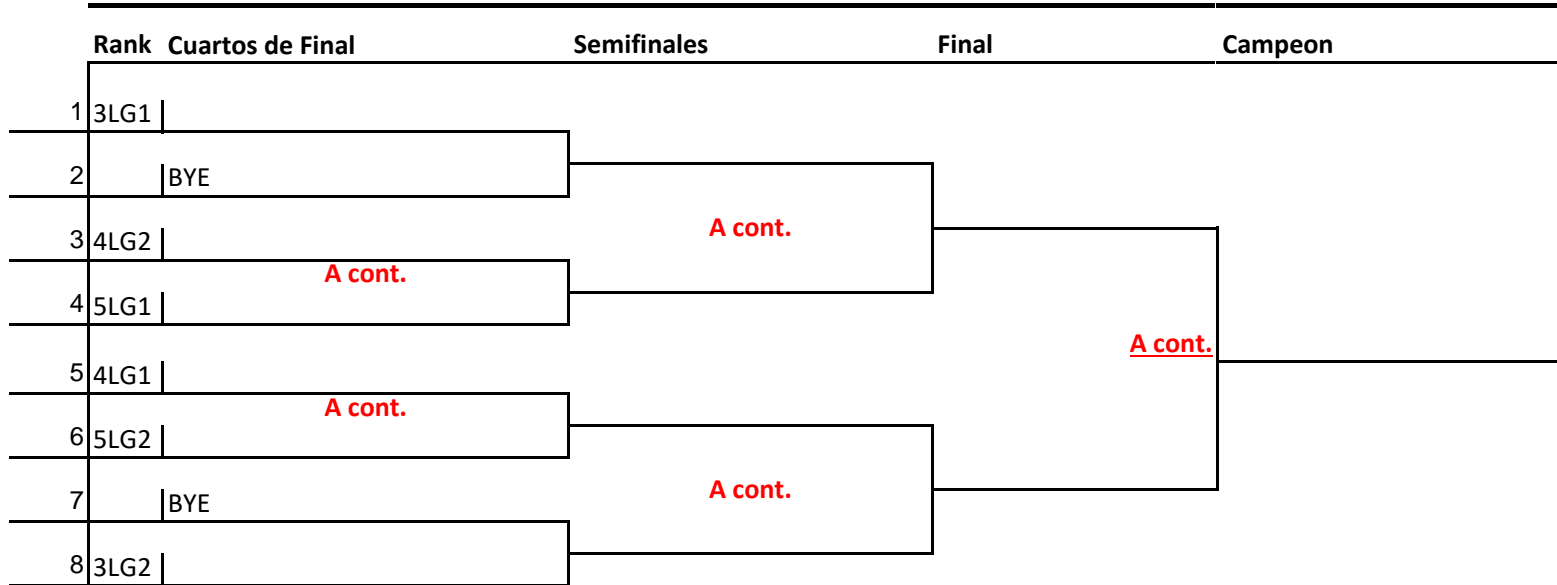 Rank Cuartos de Final Semifinales Final Campeon
1 3LG1
2 BYE
A cont.
3 4LG2
A cont.
4 5LG1
A cont.
5 4LG1
A cont.
6 5LG2
A cont.
7 BYE
8 3LG2